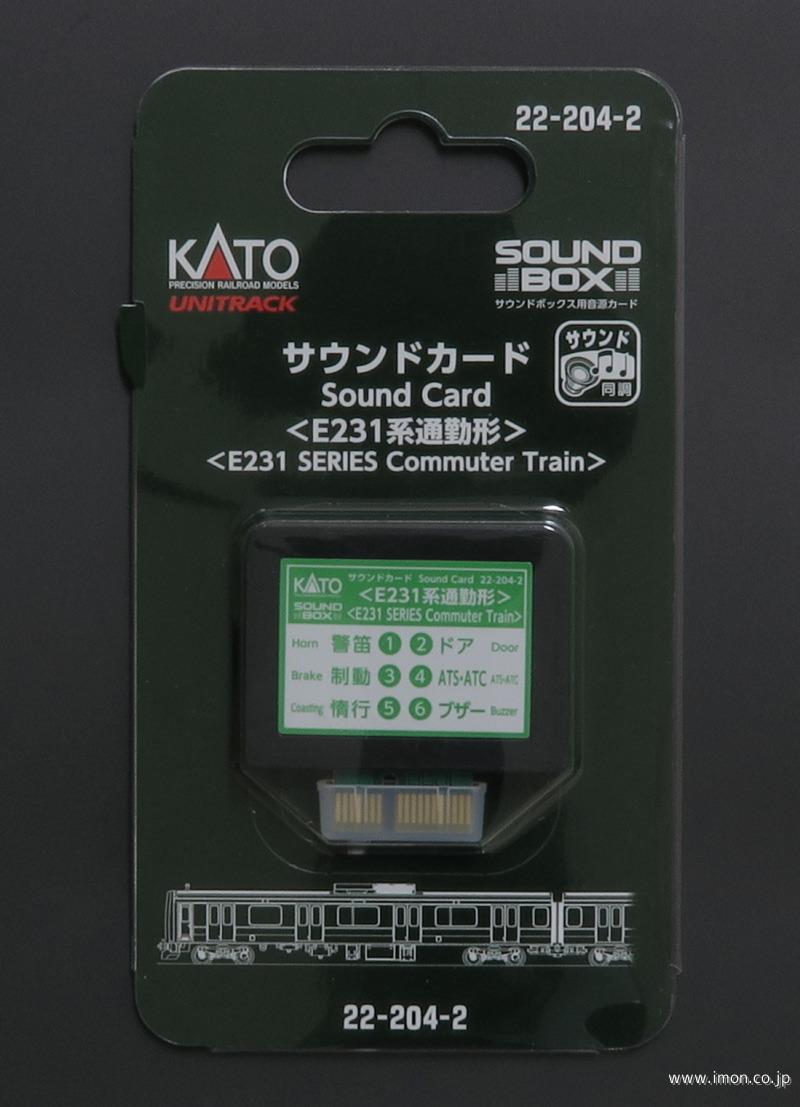 22-204-2
KATO
PRECISION RAILROAD MODELS
UNITRACK
SOUND
BOX
サウンドボックス用音源カード
サウンド
同調
サウンドカード
Sound Card
<E231系通勤形>
<E231 SERIES Commuter Train>
KATO サウンドカード Sound Card 22-204-2
<E231系通勤形>
SOUND BOX <E231 SERIES Commuter Train>
Horn 警笛 1 2 ドア Door
Brake 制動 3 4 ATS・ATC ATS・ATC
Coasting 惰行 5 6 ブザー Buzzer
22-204-2
www.imon.co.jp